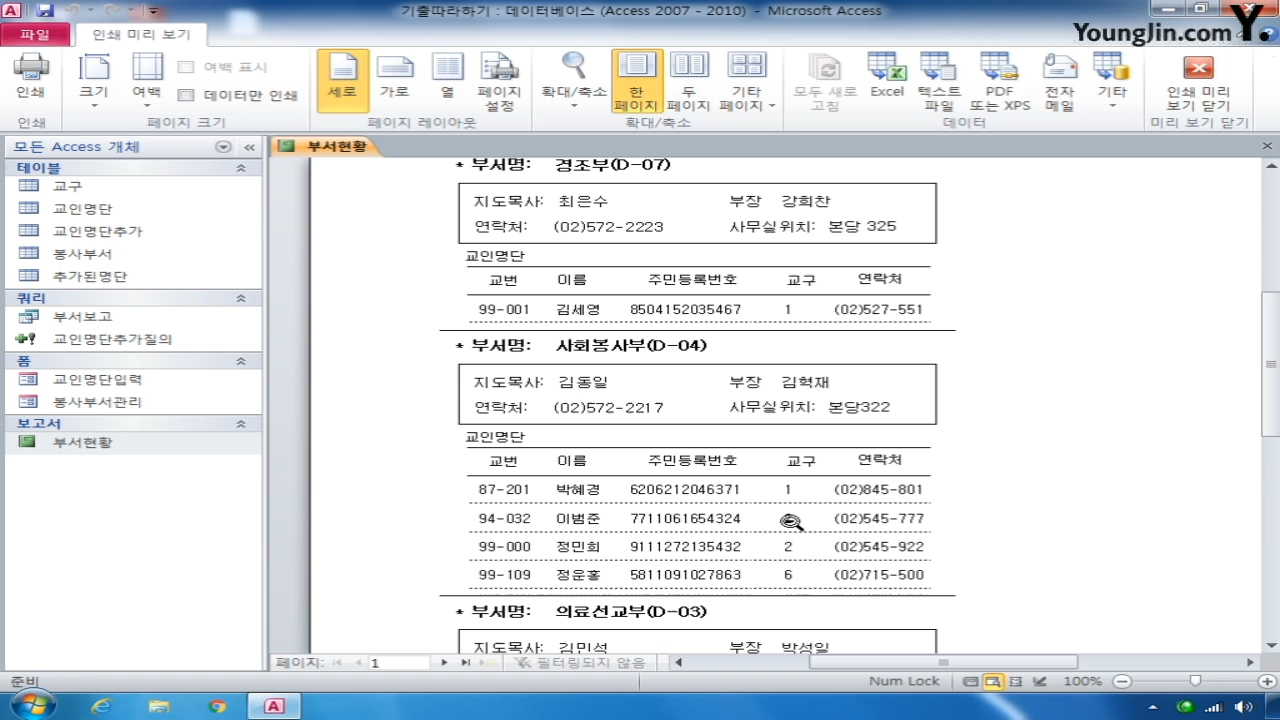 기출따라하기 : 데이터베이스 (Access 2007 - 2010) - Microsoft Access
YoungJin.com Y.
파일 인쇄 미리 보기
인쇄 크기 여백 여백 표시 데이터만 인쇄 세로 가로 열 페이지 설정 확대/축소 한 페이지 두 페이지 기타 페이지 모두 새로 고침 Excel 텍스트 파일 PDF 또는 XPS 전자 메일 기타 인쇄 미리 보기 닫기
인쇄 페이지 크기 페이지 레이아웃 확대/축소 데이터 미리 보기 닫기
모든 Access 개체
테이블
교구
교인명단
교인명단추가
봉사부서
추가된명단
쿼리
부서보고
교인명단추가질의
폼
교인명단입력
봉사부서관리
보고서
부서현황
부서현황
* 부서명: 경조부(D-07)
지도목사: 최은수 부장 강희찬
연락처: (02)572-2223 사무실위치: 본당 325
교인명단
교번 이름 주민등록번호 교구 연락처
99-001 김세영 8504152035467 1 (02)527-551
* 부서명: 사회봉사부(D-04)
지도목사: 김동일 부장 김혁재
연락처: (02)572-2217 사무실위치: 본당322
교인명단
교번 이름 주민등록번호 교구 연락처
87-201 박혜경 6206212046371 1 (02)845-801
94-032 이범준 7711061654324 (02)545-777
99-000 정민희 9111272135432 2 (02)545-922
99-109 정운홍 5811091027863 6 (02)715-500
* 부서명: 의료선교부(D-03)
지도목사: 김민석 부장 박성일
페이지: 1 필터링되지 않음
준비 Num Lock 100%